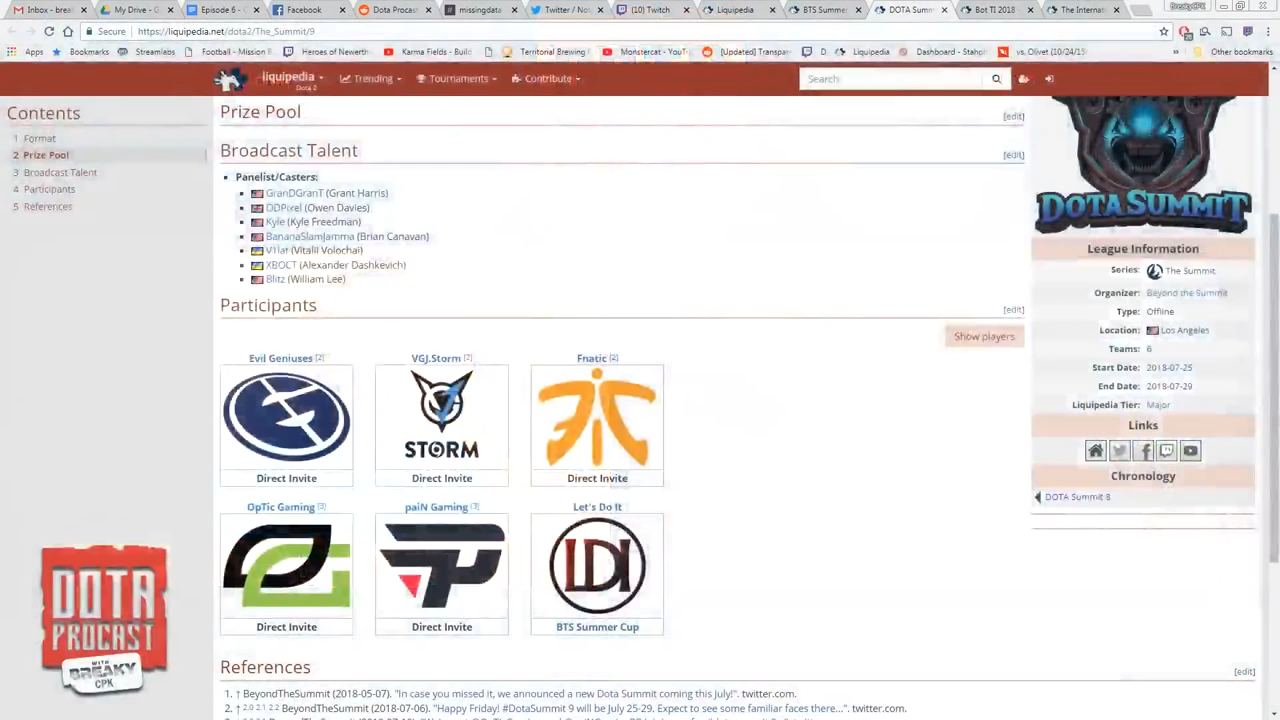 Inbox - break
My Drive - G
Episode 6 -
Facebook
Dota Procast
missingdata
Twitter / Not
(10) Twitch
Liquipedia
BTS Summer
DOTA Summi
Bot TI 2018
The Internati
BreakyCPK
Secure
https://liquipedia.net/dota2/The_Summit/9
Apps
Bookmarks
Streamlabs
Football - Mission
Heroes of Newerth
Karma Fields - Build
Territorial Brewing
Monstercat - YouT
[Updated] Transpar
D
Liquipedia
Dashboard - Stahp
vs. Olivet (10/24/15
Other bookmarks
liquipedia
Dota 2
Trending
Tournaments
Contribute
Search
Contents
1 Format
2 Prize Pool
3 Broadcast Talent
4 Participants
5 References
Prize Pool
[edit]
Broadcast Talent
[edit]
Panelist/Casters:
GranDGranT (Grant Harris)
ODPixel (Owen Davies)
Kyle (Kyle Freedman)
BananaSlamJamma (Brian Canavan)
V1lat (Vitalii Volochai)
XBOCT (Alexander Dashkevich)
Blitz (William Lee)
Participants
[edit]
Show players
Evil Geniuses [2]
VGJ.Storm [2]
Fnatic [2]
STORM
Direct Invite
Direct Invite
Direct Invite
OpTic Gaming [3]
paiN Gaming [3]
Let's Do It
LDI
Direct Invite
Direct Invite
BTS Summer Cup
References
[edit]
1. ↑ BeyondTheSummit (2018-05-07). "In case you missed it, we announced a new Dota Summit coming this July!". twitter.com.
2. ↑ 2.0 2.1 2.2 BeyondTheSummit (2018-07-06). "Happy Friday! #DotaSummit 9 will be July 25-29. Expect to see some familiar faces there...". twitter.com.
DOTA SUMMIT
League Information
Series: The Summit
Organizer: Beyond the Summit
Type: Offline
Location: Los Angeles
Teams: 6
Start Date: 2018-07-25
End Date: 2018-07-29
Liquipedia Tier: Major
Links
Chronology
DOTA Summit 8
DOTA
PROCAST
WITH
BREAKY
CPK